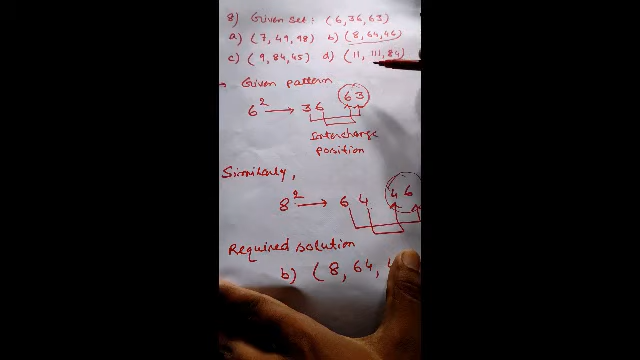 8) Given set : (6, 36, 63)
a) (7, 49, 98) b) (8, 64, 46)
c) (9, 84, 45) d) (11, 111, 84)
→ Given pattern
6² → 36 63
Interchange
position
Similarly,
8² → 64 46
Required solution
b) (8, 64, 4